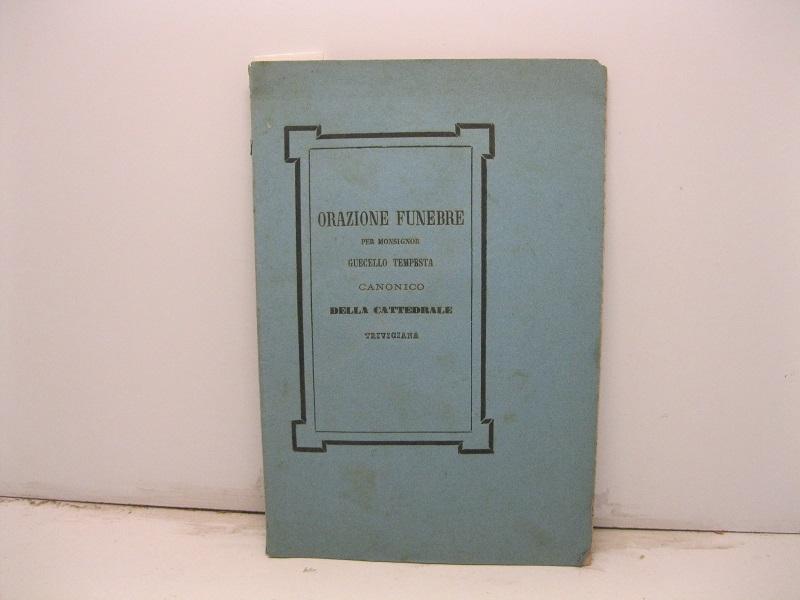 ORAZIONE FUNEBRE
PER MONSIGNOR
GUECELLO TEMPESTA
CANONICO
DELLA CATTEDRALE
TRIVIGIANA